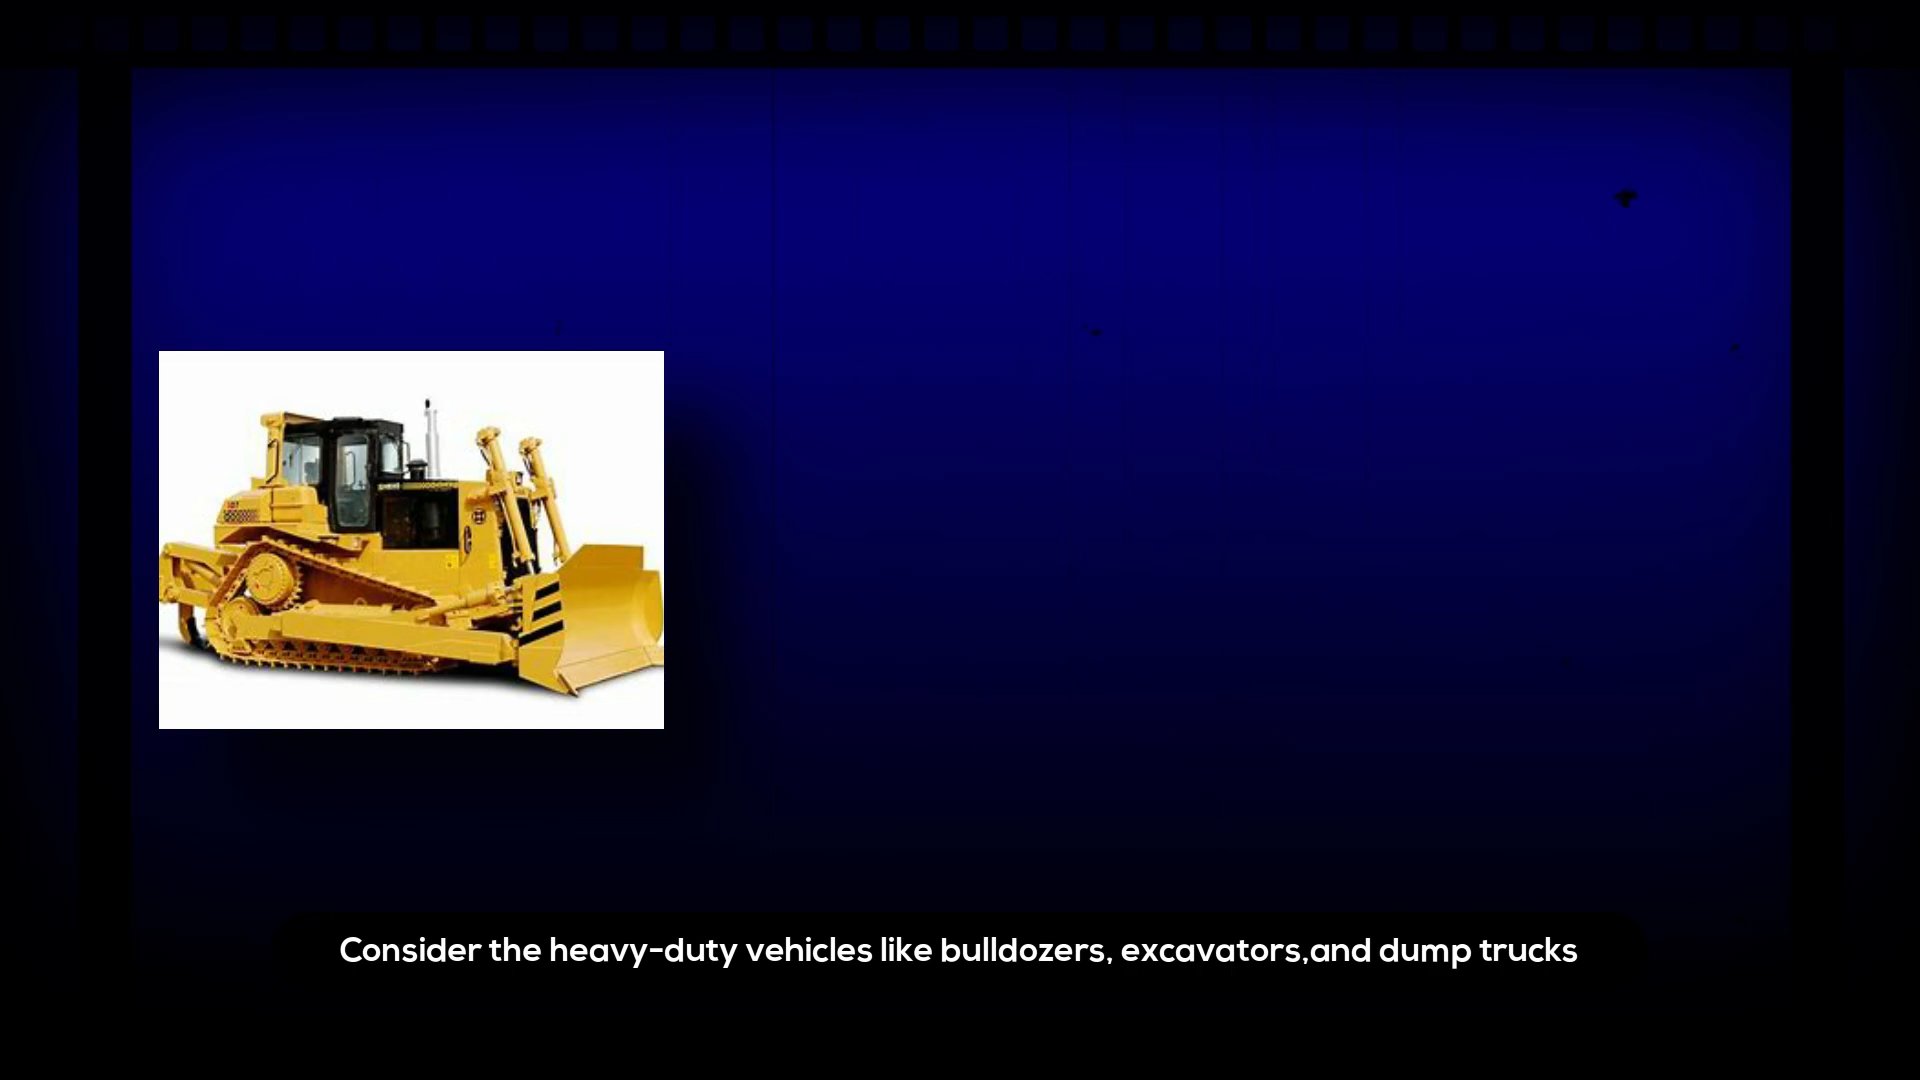 Consider the heavy-duty vehicles like bulldozers, excavators,and dump trucks